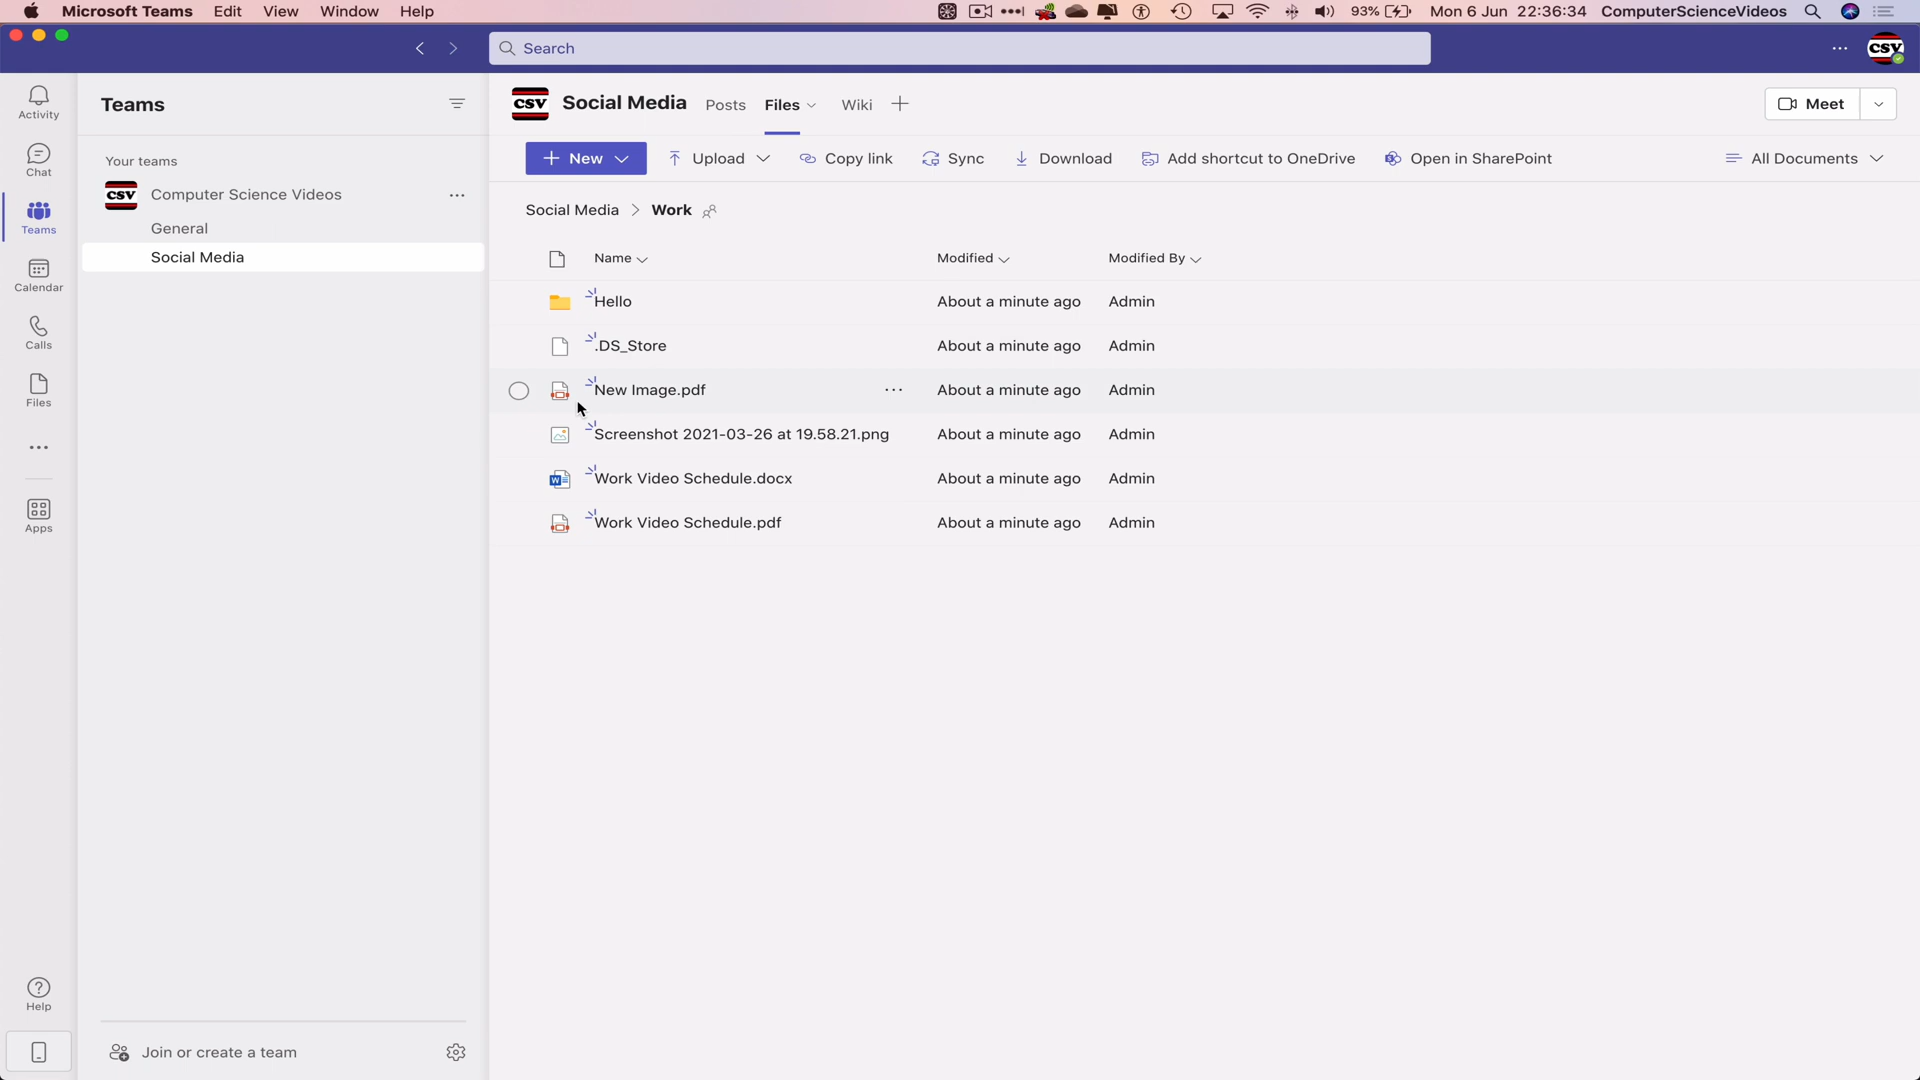 Microsoft Teams Edit View Window Help 93% Mon 6 Jun 22:36:34 ComputerScienceVideos
Search
csv
Activity
Chat
Teams
Calendar
Calls
Files
Apps
Help
Teams
Your teams
csv Computer Science Videos
General
Social Media
Join or create a team
csv Social Media Posts Files Wiki Meet
New Upload Copy link Sync Download Add shortcut to OneDrive Open in SharePoint All Documents
Social Media > Work
Name Modified Modified By
Hello About a minute ago Admin
.DS_Store About a minute ago Admin
New Image.pdf ... About a minute ago Admin
Screenshot 2021-03-26 at 19.58.21.png About a minute ago Admin
Work Video Schedule.docx About a minute ago Admin
Work Video Schedule.pdf About a minute ago Admin